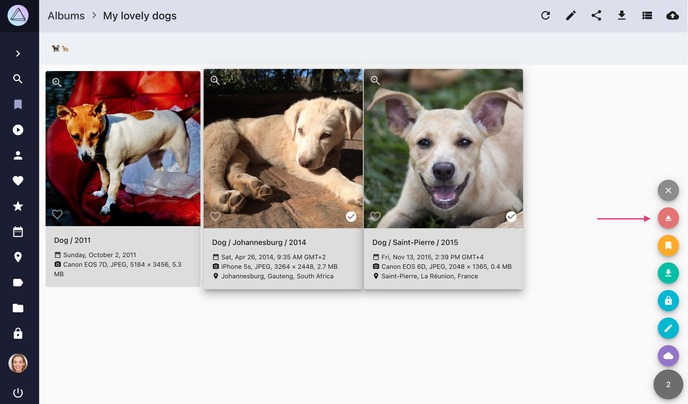 Albums > My lovely dogs
Dog / 2011
Sunday, October 2, 2011
Canon EOS 7D, JPEG, 5184 × 3456, 5.3
MB
Dog / Johannesburg / 2014
Sat, Apr 26, 2014, 9:35 AM GMT+2
iPhone 5s, JPEG, 3264 × 2448, 2.7 MB
Johannesburg, Gauteng, South Africa
Dog / Saint-Pierre / 2015
Fri, Nov 13, 2015, 2:39 PM GMT+4
Canon EOS 6D, JPEG, 2048 × 1365, 0.4 MB
Saint-Pierre, La Réunion, France
2